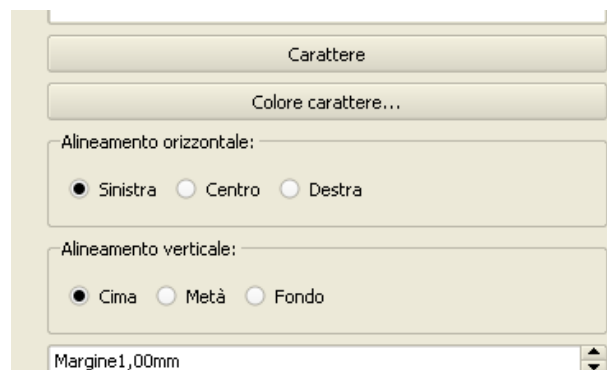 Carattere
Colore carattere...
Alineamento orizzontale:
Sinistra Centro Destra
Alineamento verticale:
Cima Metà Fondo
Margine1,00mm